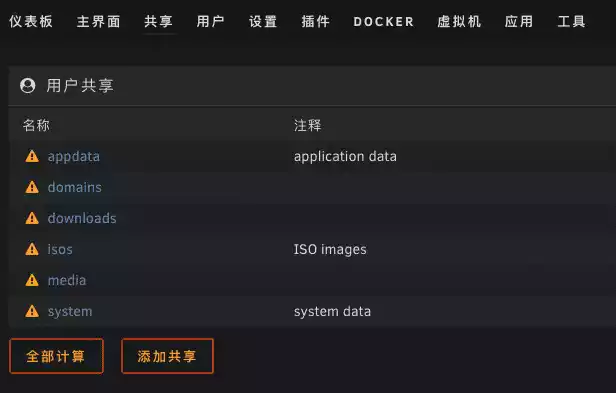 仪表板 主界面 共享 用户 设置 插件 DOCKER 虚拟机 应用 工具
用户共享
名称 注释
appdata application data
domains
downloads
isos ISO images
media
system system data
全部计算 添加共享